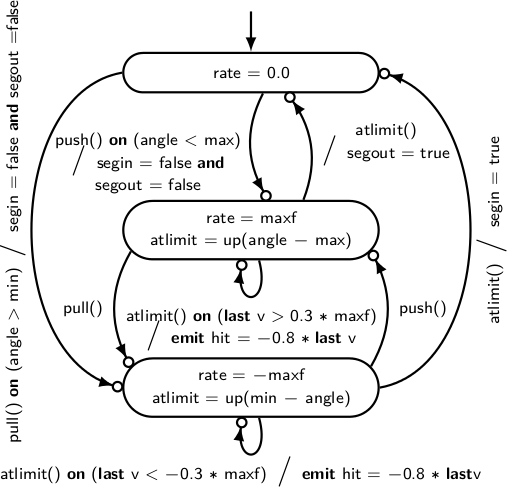 rate = 0.0
pull() on (angle > min) / segin = false and segout =false
push() on (angle < max)
/ segin = false and
segout = false
/ atlimit()
segout = true
atlimit() / segin = true
rate = maxf
atlimit = up(angle − max)
pull()
atlimit() on (last v > 0.3 * maxf)
/ emit hit = −0.8 * last v
push()
rate = −maxf
atlimit = up(min − angle)
atlimit() on (last v < −0.3 * maxf) / emit hit = −0.8 * lastv